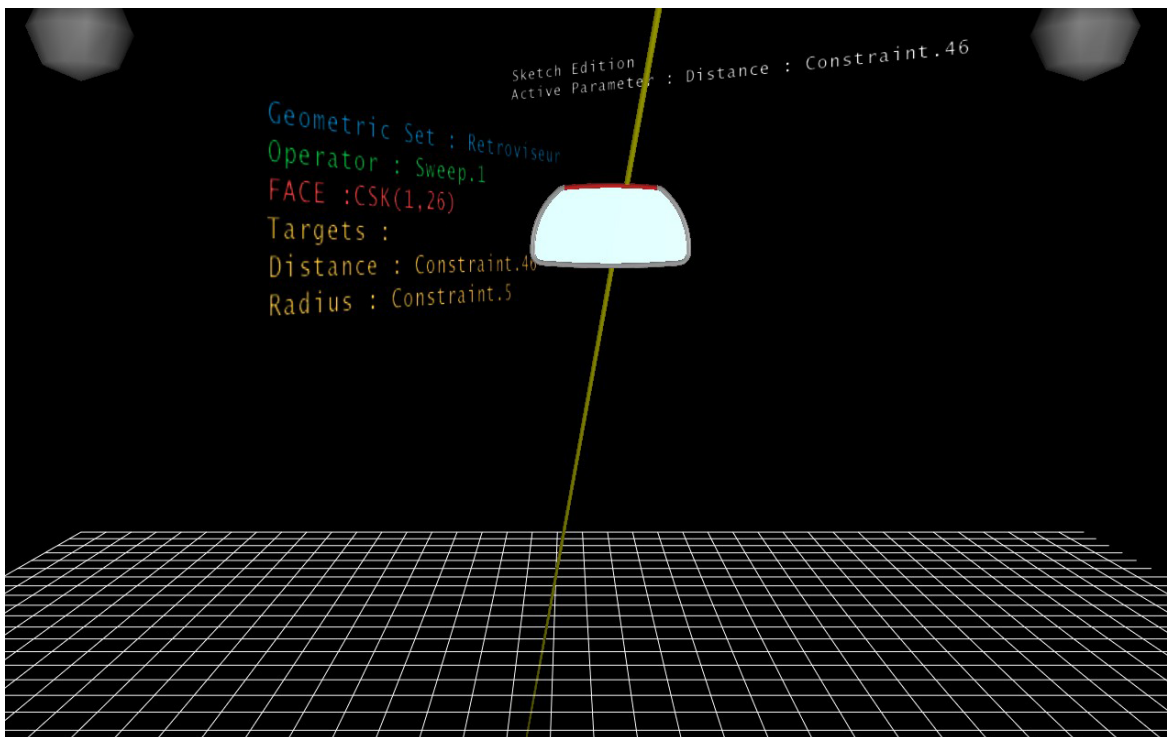 Sketch Edition
Active Parameter : Distance : Constraint.46
Geometric Set : Retroviseur
Operator : Sweep.1
FACE :CSK(1,26)
Targets :
Distance : Constraint.46
Radius : Constraint.5